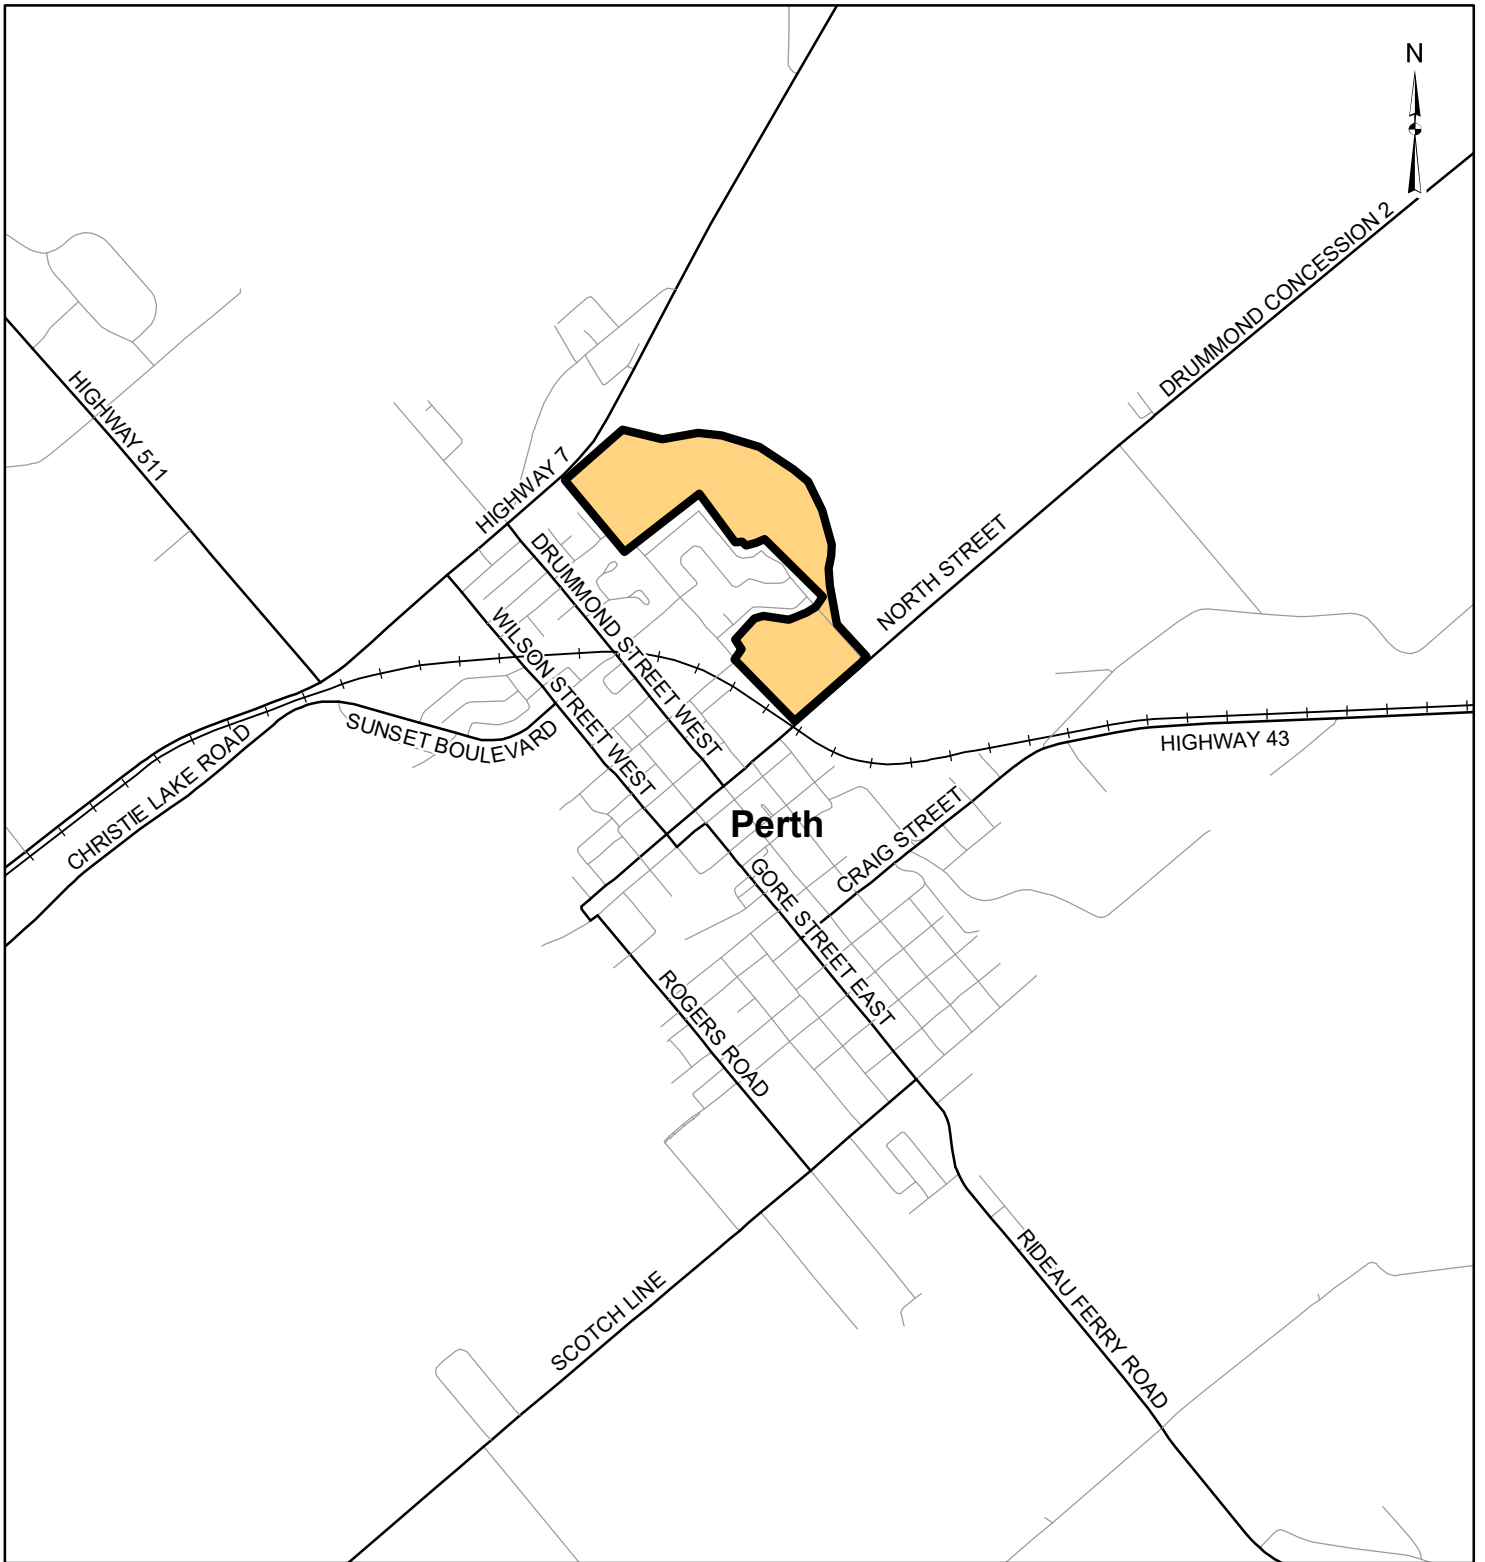 N
DRUMMOND CONCESSION 2
HIGHWAY 511
HIGHWAY 7
NORTH STREET
DRUMMOND STREET WEST
WILSON STREET WEST
SUNSET BOULEVARD
CHRISTIE LAKE ROAD
HIGHWAY 43
Perth
CRAIG STREET
GORE STREET EAST
ROGERS ROAD
RIDEAU FERRY ROAD
SCOTCH LINE